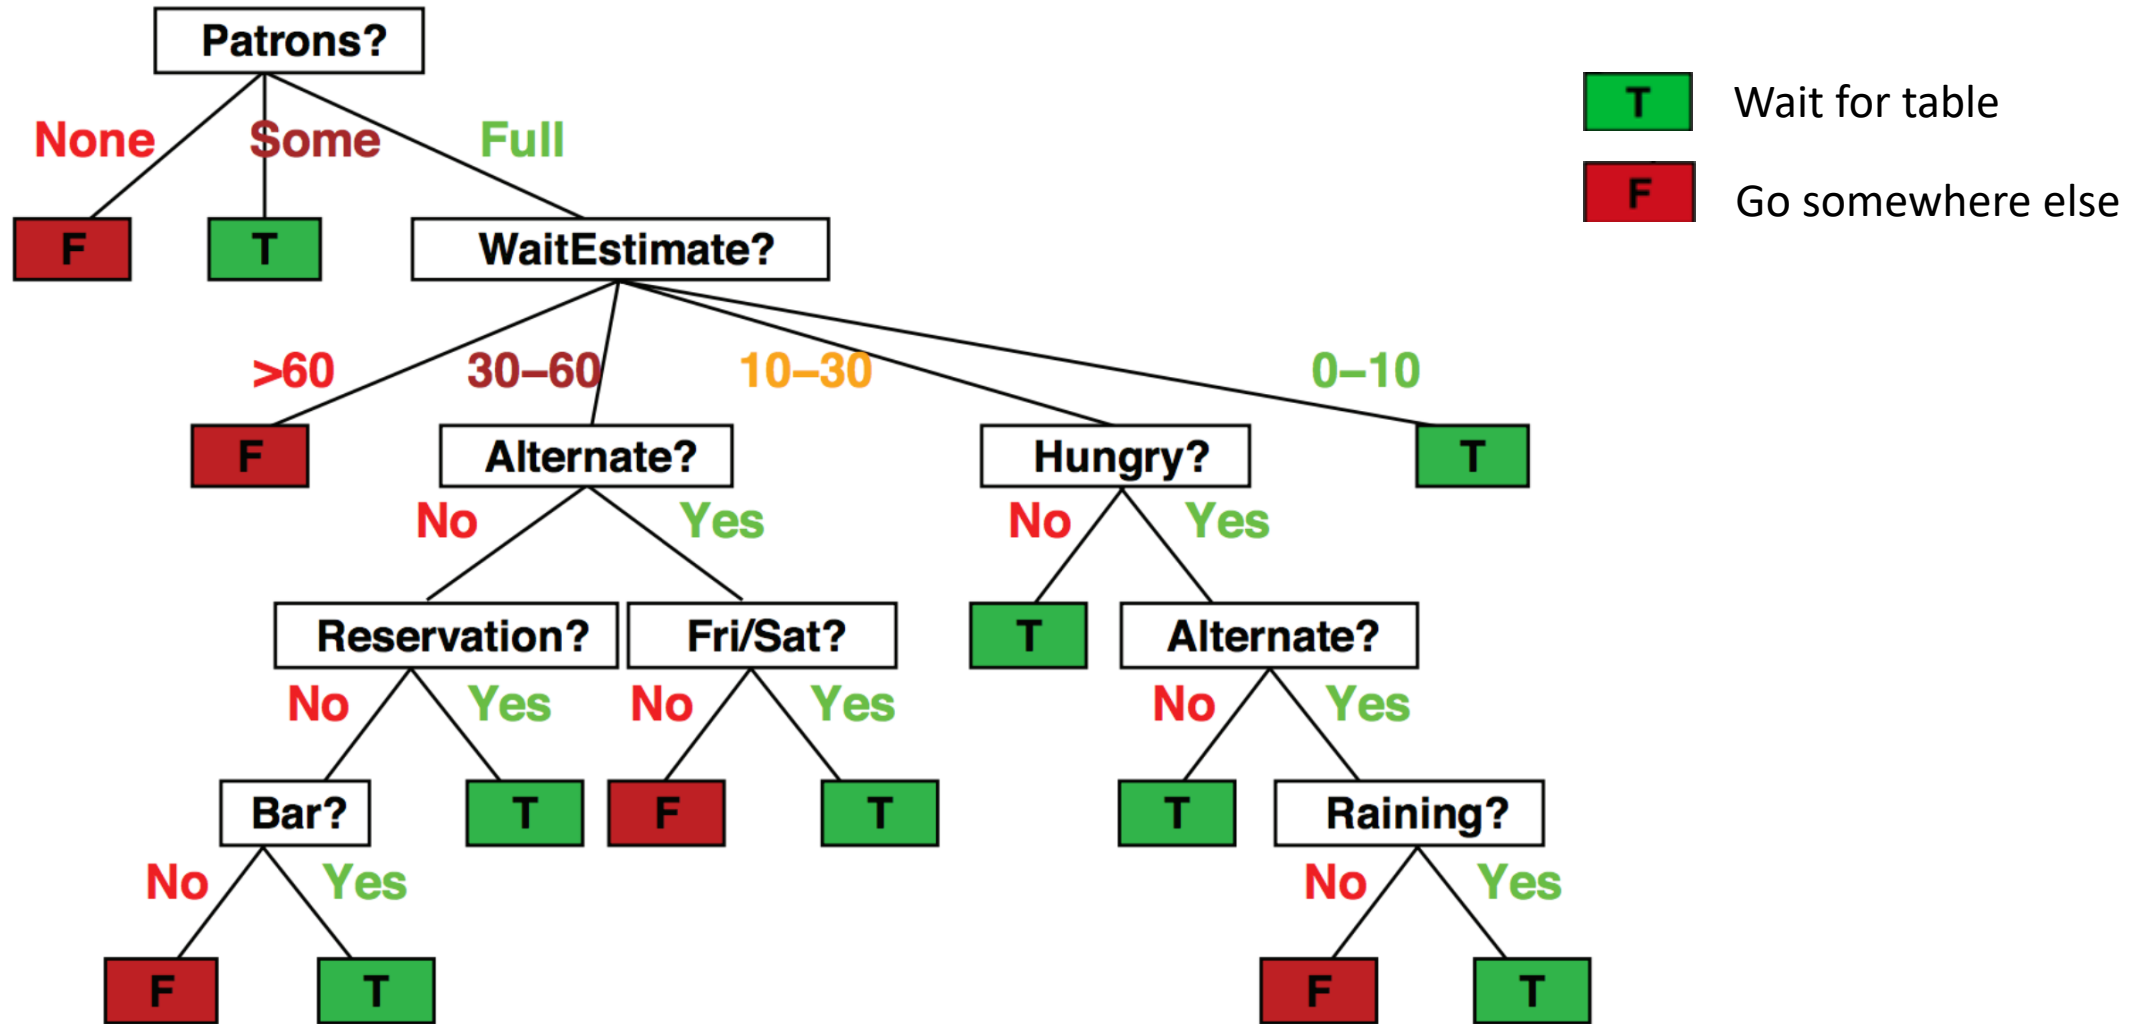 Patrons?
T Wait for table
None Some Full
F Go somewhere else
F T WaitEstimate?
>60 30–60 10–30 0–10
F Alternate? Hungry? T
No Yes No Yes
Reservation? Fri/Sat? T Alternate?
No Yes No Yes No Yes
Bar? T F T T Raining?
No Yes No Yes
F T F T